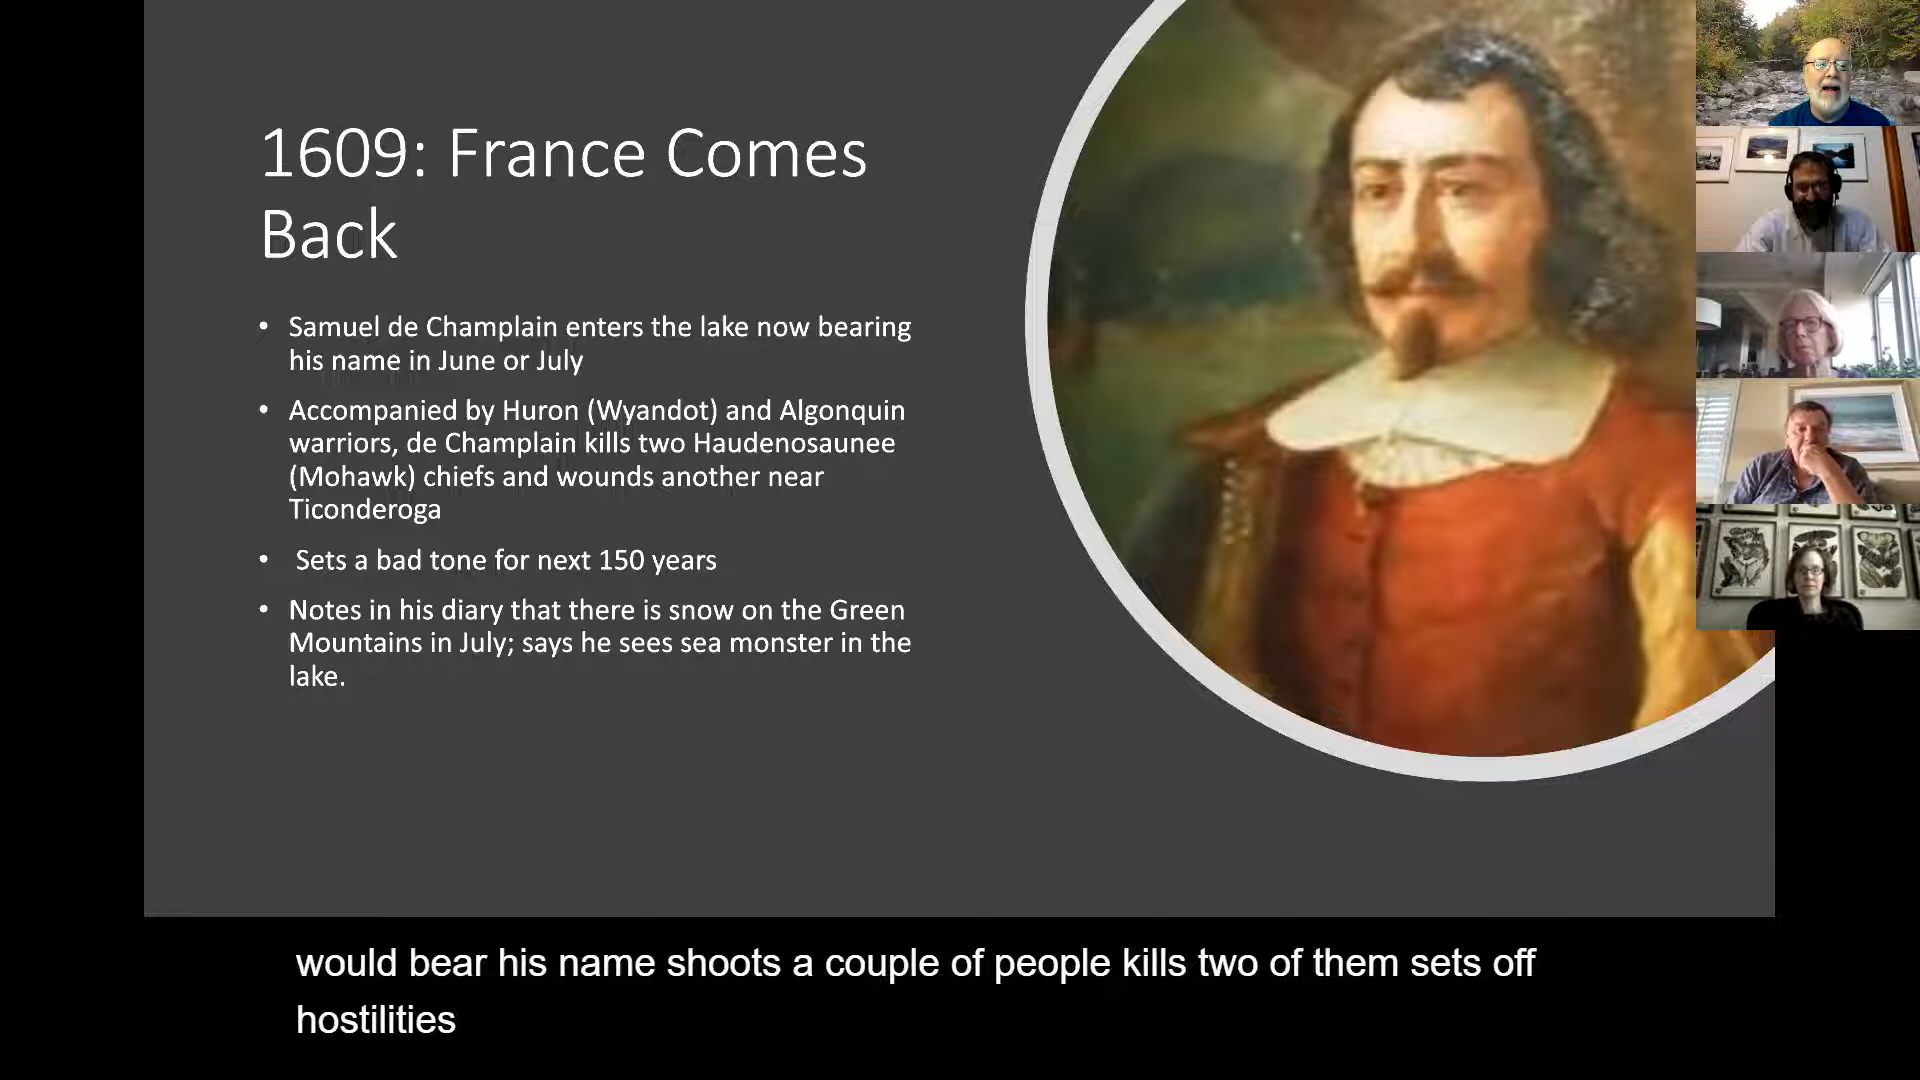 1609: France Comes
Back
• Samuel de Champlain enters the lake now bearing
his name in June or July
• Accompanied by Huron (Wyandot) and Algonquin
warriors, de Champlain kills two Haudenosaunee
(Mohawk) chiefs and wounds another near
Ticonderoga
• Sets a bad tone for next 150 years
• Notes in his diary that there is snow on the Green
Mountains in July; says he sees sea monster in the
lake.
would bear his name shoots a couple of people kills two of them sets off
hostilities